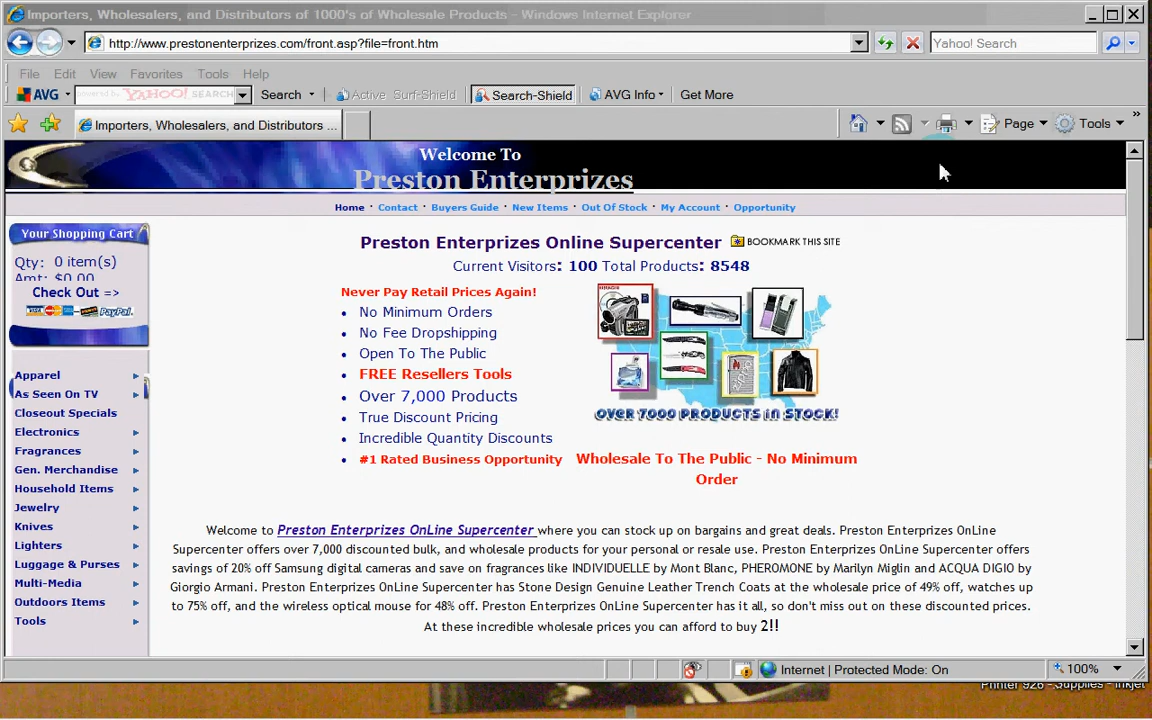 Importers, Wholesalers, and Distributors of 1000's of Wholesale Products - Windows Internet Explorer
http://www.prestonenterprizes.com/front.asp?file=front.htm
Yahoo! Search
File Edit View Favorites Tools Help
AVG powered by YAHOO! SEARCH Search Active Surf-Shield Search-Shield AVG Info Get More
Importers, Wholesalers, and Distributors ...
Page Tools »
Welcome To
Preston Enterprizes
Home · Contact · Buyers Guide · New Items · Out Of Stock · My Account · Opportunity
Your Shopping Cart
Qty: 0 item(s)
Amt: $0.00
Check Out =>
VISA PayPal
Apparel
As Seen On TV
Closeout Specials
Electronics
Fragrances
Gen. Merchandise
Household Items
Jewelry
Knives
Lighters
Luggage & Purses
Multi-Media
Outdoors Items
Tools
Preston Enterprizes Online Supercenter BOOKMARK THIS SITE
Current Visitors: 100 Total Products: 8548
Never Pay Retail Prices Again!
• No Minimum Orders
• No Fee Dropshipping
• Open To The Public
• FREE Resellers Tools
• Over 7,000 Products
• True Discount Pricing
• Incredible Quantity Discounts
• #1 Rated Business Opportunity
OVER 7000 PRODUCTS in STOCK!
Wholesale To The Public - No Minimum
Order
Welcome to Preston Enterprizes OnLine Supercenter where you can stock up on bargains and great deals. Preston Enterprizes OnLine
Supercenter offers over 7,000 discounted bulk, and wholesale products for your personal or resale use. Preston Enterprizes OnLine Supercenter offers
savings of 20% off Samsung digital cameras and save on fragrances like INDIVIDUELLE by Mont Blanc, PHEROMONE by Marilyn Miglin and ACQUA DIGIO by
Giorgio Armani. Preston Enterprizes OnLine Supercenter has Stone Design Genuine Leather Trench Coats at the wholesale price of 49% off, watches up
to 75% off, and the wireless optical mouse for 48% off. Preston Enterprizes OnLine Supercenter has it all, so don't miss out on these discounted prices.
At these incredible wholesale prices you can afford to buy 2!!
Internet | Protected Mode: On
100%
Printer 926 - Supplies - Inkjet